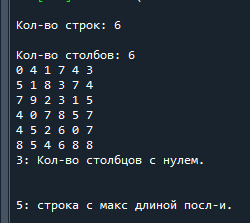 Кол-во строк: 6
Кол-во столбов: 6
0 4 1 7 4 3
5 1 8 3 7 4
7 9 2 3 1 5
4 0 7 8 5 7
4 5 2 6 0 7
8 5 4 6 8 8
3: Кол-во столбцов с нулем.
5: строка с макс длиной посл-и.